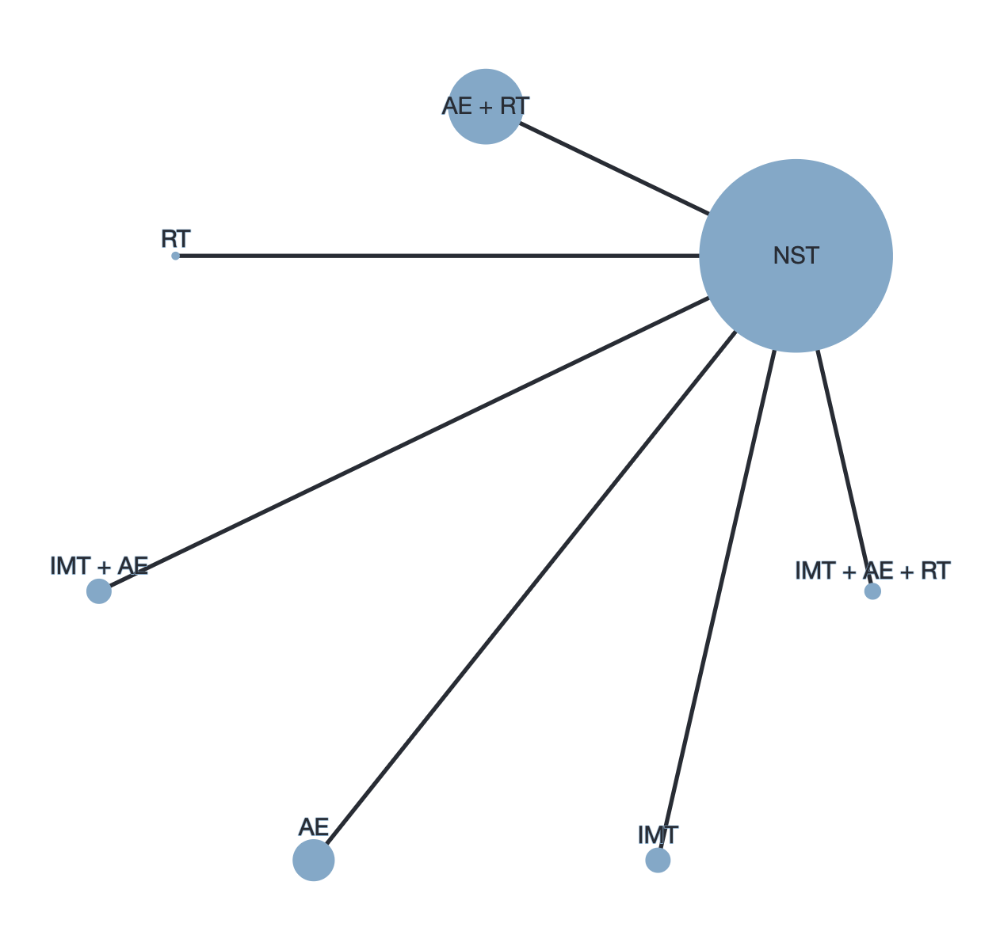 AE + RT
RT
NST
IMT + AE
IMT + AE + RT
AE
IMT